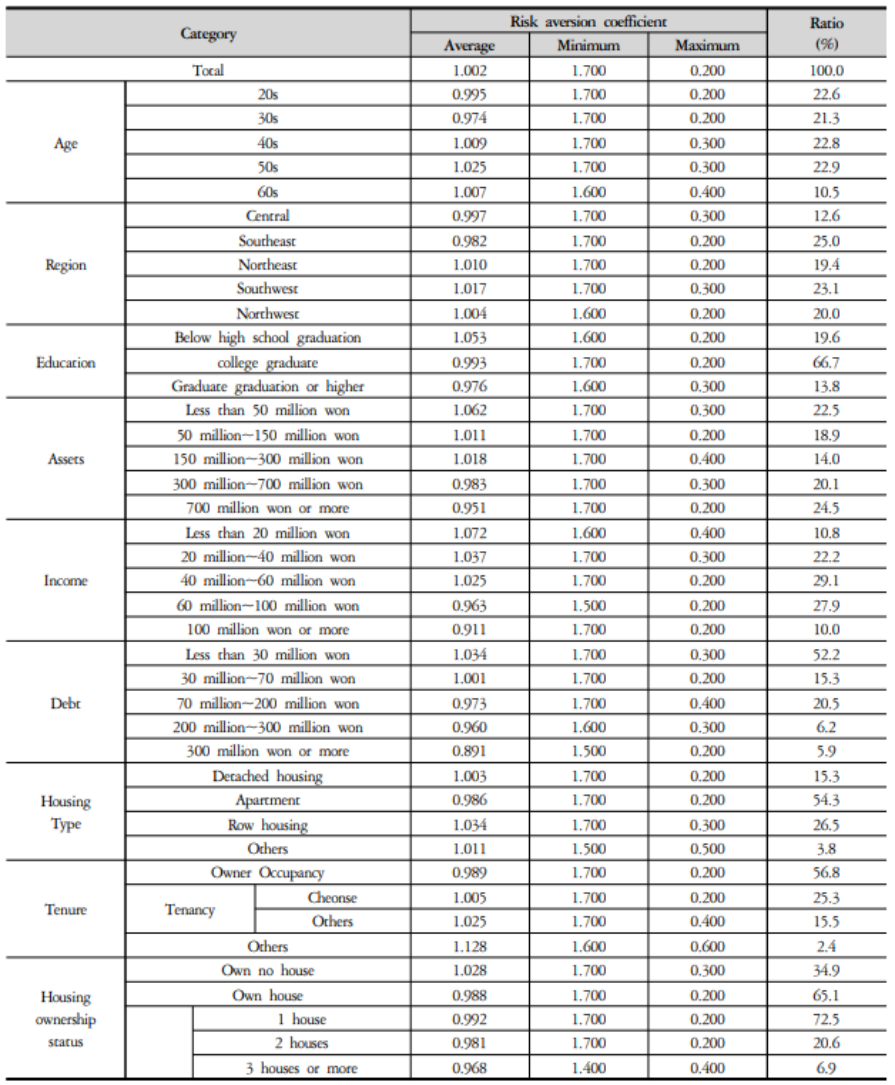 Category Risk aversion coefficient Ratio (%)
Average Minimum Maximum
Total 1.002 1.700 0.200 100.0
Age 20s 0.995 1.700 0.200 22.6
30s 0.974 1.700 0.200 21.3
40s 1.009 1.700 0.300 22.8
50s 1.025 1.700 0.300 22.9
60s 1.007 1.600 0.400 10.5
Region Central 0.997 1.700 0.300 12.6
Southeast 0.982 1.700 0.200 25.0
Northeast 1.010 1.700 0.200 19.4
Southwest 1.017 1.700 0.300 23.1
Northwest 1.004 1.600 0.200 20.0
Education Below high school graduation 1.053 1.600 0.200 19.6
college graduate 0.993 1.700 0.200 66.7
Graduate graduation or higher 0.976 1.600 0.300 13.8
Assets Less than 50 million won 1.062 1.700 0.300 22.5
50 million~150 million won 1.011 1.700 0.200 18.9
150 million~300 million won 1.018 1.700 0.400 14.0
300 million~700 million won 0.983 1.700 0.300 20.1
700 million won or more 0.951 1.700 0.200 24.5
Income Less than 20 million won 1.072 1.600 0.400 10.8
20 million~40 million won 1.037 1.700 0.300 22.2
40 million~60 million won 1.025 1.700 0.200 29.1
60 million~100 million won 0.963 1.500 0.200 27.9
100 million won or more 0.911 1.700 0.200 10.0
Debt Less than 30 million won 1.034 1.700 0.300 52.2
30 million~70 million won 1.001 1.700 0.200 15.3
70 million~200 million won 0.973 1.700 0.400 20.5
200 million~300 million won 0.960 1.600 0.300 6.2
300 million won or more 0.891 1.500 0.200 5.9
Housing Type Detached housing 1.003 1.700 0.200 15.3
Apartment 0.986 1.700 0.200 54.3
Row housing 1.034 1.700 0.300 26.5
Others 1.011 1.500 0.500 3.8
Tenure Owner Occupancy 0.989 1.700 0.200 56.8
Tenancy Cheonse 1.005 1.700 0.200 25.3
Others 1.025 1.700 0.400 15.5
Others 1.128 1.600 0.600 2.4
Housing ownership status Own no house 1.028 1.700 0.300 34.9
Own house 0.988 1.700 0.200 65.1
1 house 0.992 1.700 0.200 72.5
2 houses 0.981 1.700 0.200 20.6
3 houses or more 0.968 1.400 0.400 6.9